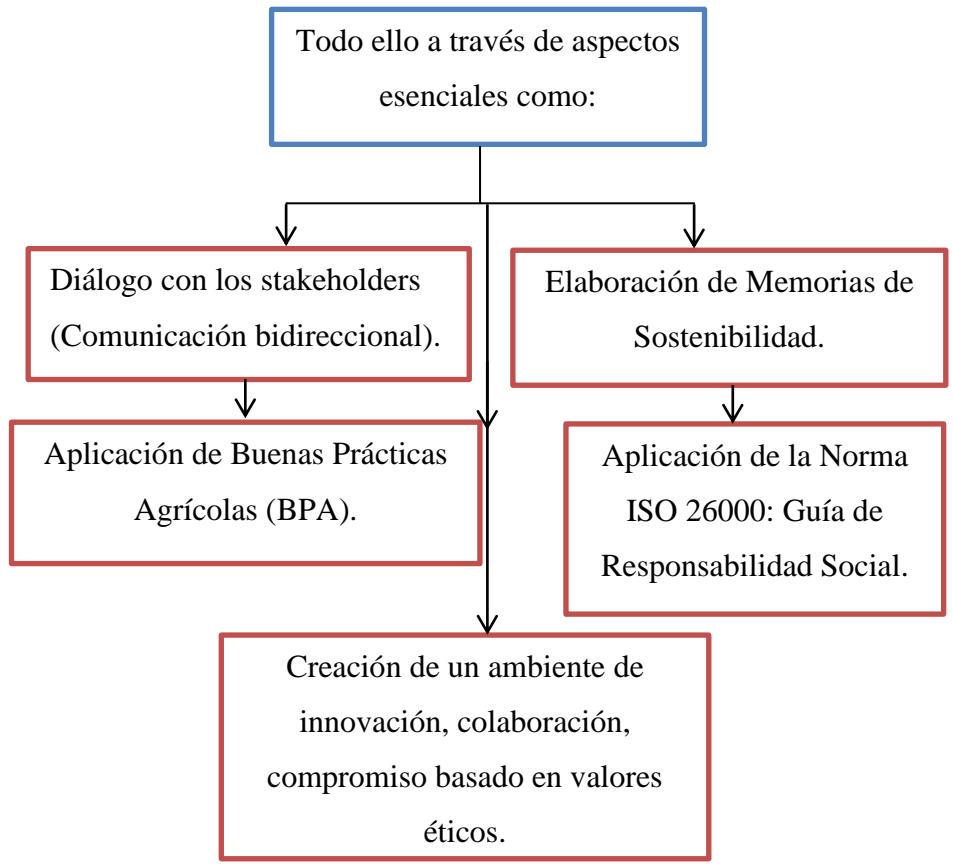 Todo ello a través de aspectos
esenciales como:
Diálogo con los stakeholders
(Comunicación bidireccional).
Elaboración de Memorias de
Sostenibilidad.
Aplicación de Buenas Prácticas
Agrícolas (BPA).
Aplicación de la Norma
ISO 26000: Guía de
Responsabilidad Social.
Creación de un ambiente de
innovación, colaboración,
compromiso basado en valores
éticos.